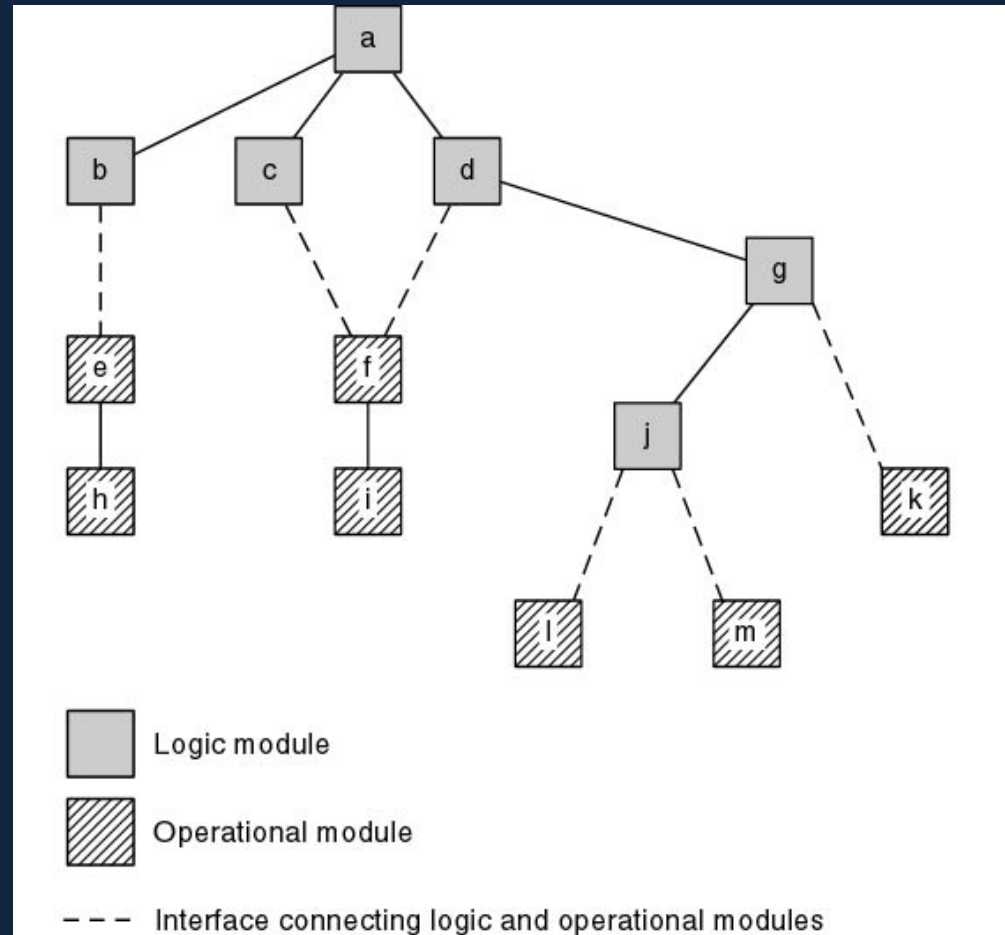 a
b
c
d
g
e
f
j
h
i
k
l
m
Logic module
Operational module
Interface connecting logic and operational modules